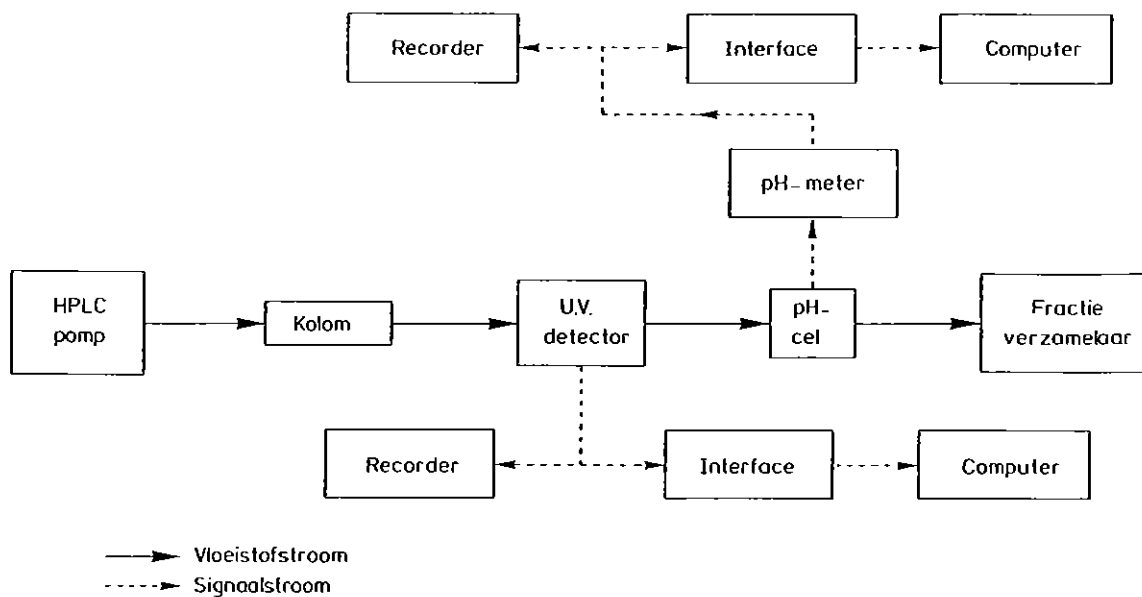 Recorder
Interface
Computer
pH-meter
HPLC
pomp
Kolom
U.V.
detector
pH-
cel
Fractie
verzamelaar
Recorder
Interface
Computer
Vloeistofstroom
Signaalstroom